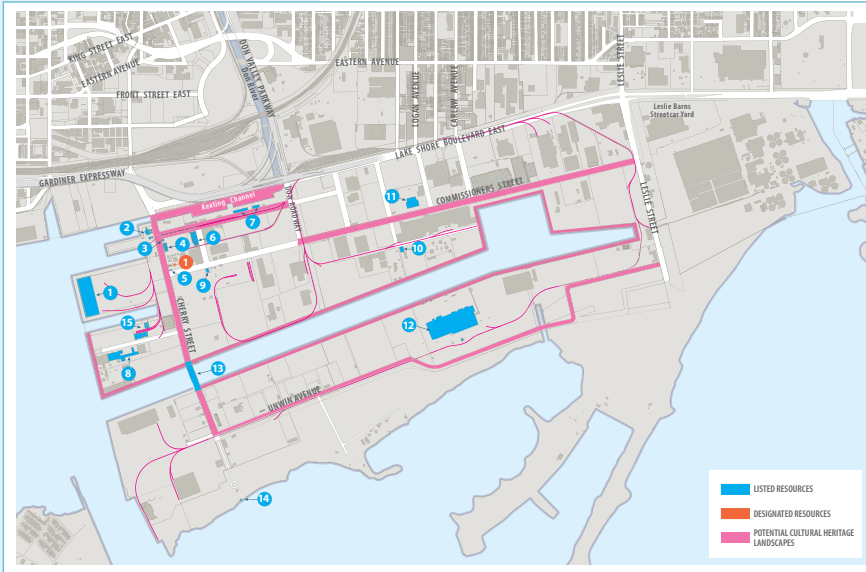 KING STREET EAST
EASTERN AVENUE
FRONT STREET EAST
DON VALLEY PARKWAY
Don River
EASTERN AVENUE
LOGAN AVENUE
CARLAW AVENUE
LESLIE STREET
Leslie Barns
Streetcar Yard
GARDINER EXPRESSWAY
LAKE SHORE BOULEVARD EAST
Keating Channel
DON ROADWAY
COMMISSIONERS STREET
LESLIE STREET
11
2
7
3
4
6
1
10
5
9
1
CHERRY STREET
15
12
8
13
UNWIN AVENUE
14
LISTED RESOURCES
DESIGNATED RESOURCES
POTENTIAL CULTURAL HERITAGE
LANDSCAPES